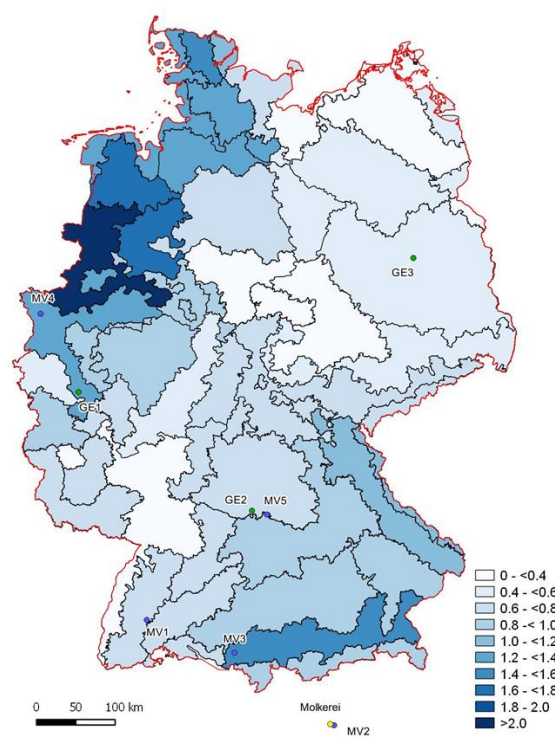 MV4
GE3
GE1
GE2
MV5
MV1
MV3
0 - <0.4
0.4 - <0.6
0.6 - <0.8
0.8 - < 1.0
1.0 - <1.2
1.2 - <1.4
1.4 - <1.6
1.6 - <1.8
1.8 - 2.0
>2.0
0 50 100 km
Molkerei
MV2